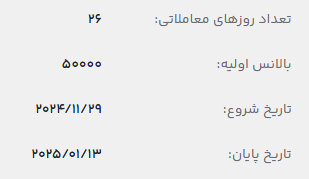 تعداد روزهای معاملاتی: ۲۶
بالانس اولیه: ۵۰۰۰۰
تاریخ شروع: ۲۰۲۴/۱۱/۲۹
تاریخ پایان: ۲۰۲۵/۰۱/۱۳